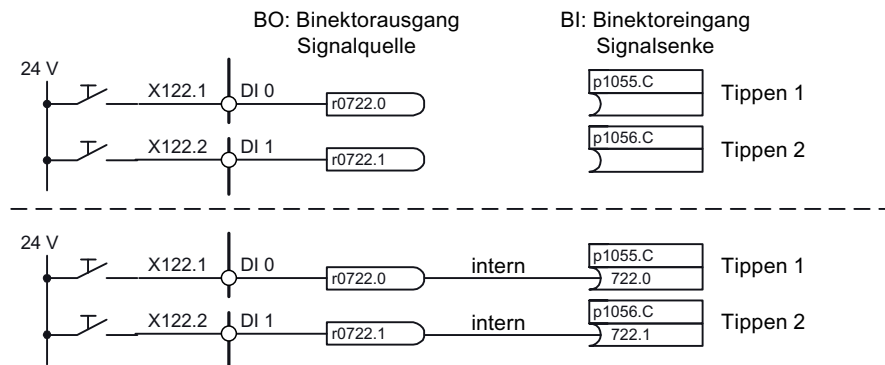 BO: Binektorausgang
Signalquelle
BI: Binektoreingang
Signalsenke
24 V
X122.1
DI 0
r0722.0
p1055.C
Tippen 1
X122.2
DI 1
r0722.1
p1056.C
Tippen 2
24 V
X122.1
DI 0
r0722.0
intern
p1055.C
722.0
Tippen 1
X122.2
DI 1
r0722.1
intern
p1056.C
722.1
Tippen 2